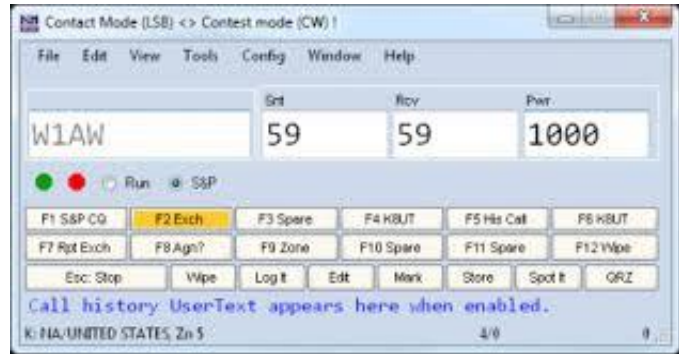 Contact Mode (LSB) <> Contest mode (CW) !
File Edit View Tools Config Window Help
Snt Rcv Pwr
W1AW 59 59 1000
Run S&P
F1 S&P CQ F2 Exch F3 Spare F4 K8UT F5 His Call F6 K8UT
F7 Rpt Exch F8 Agn? F9 Zone F10 Spare F11 Spare F12 Wipe
Esc: Stop Wipe Log It Edit Mark Store Spot It QRZ
Call history UserText appears here when enabled.
K: NA/UNITED STATES, Zn 5 4/0 0